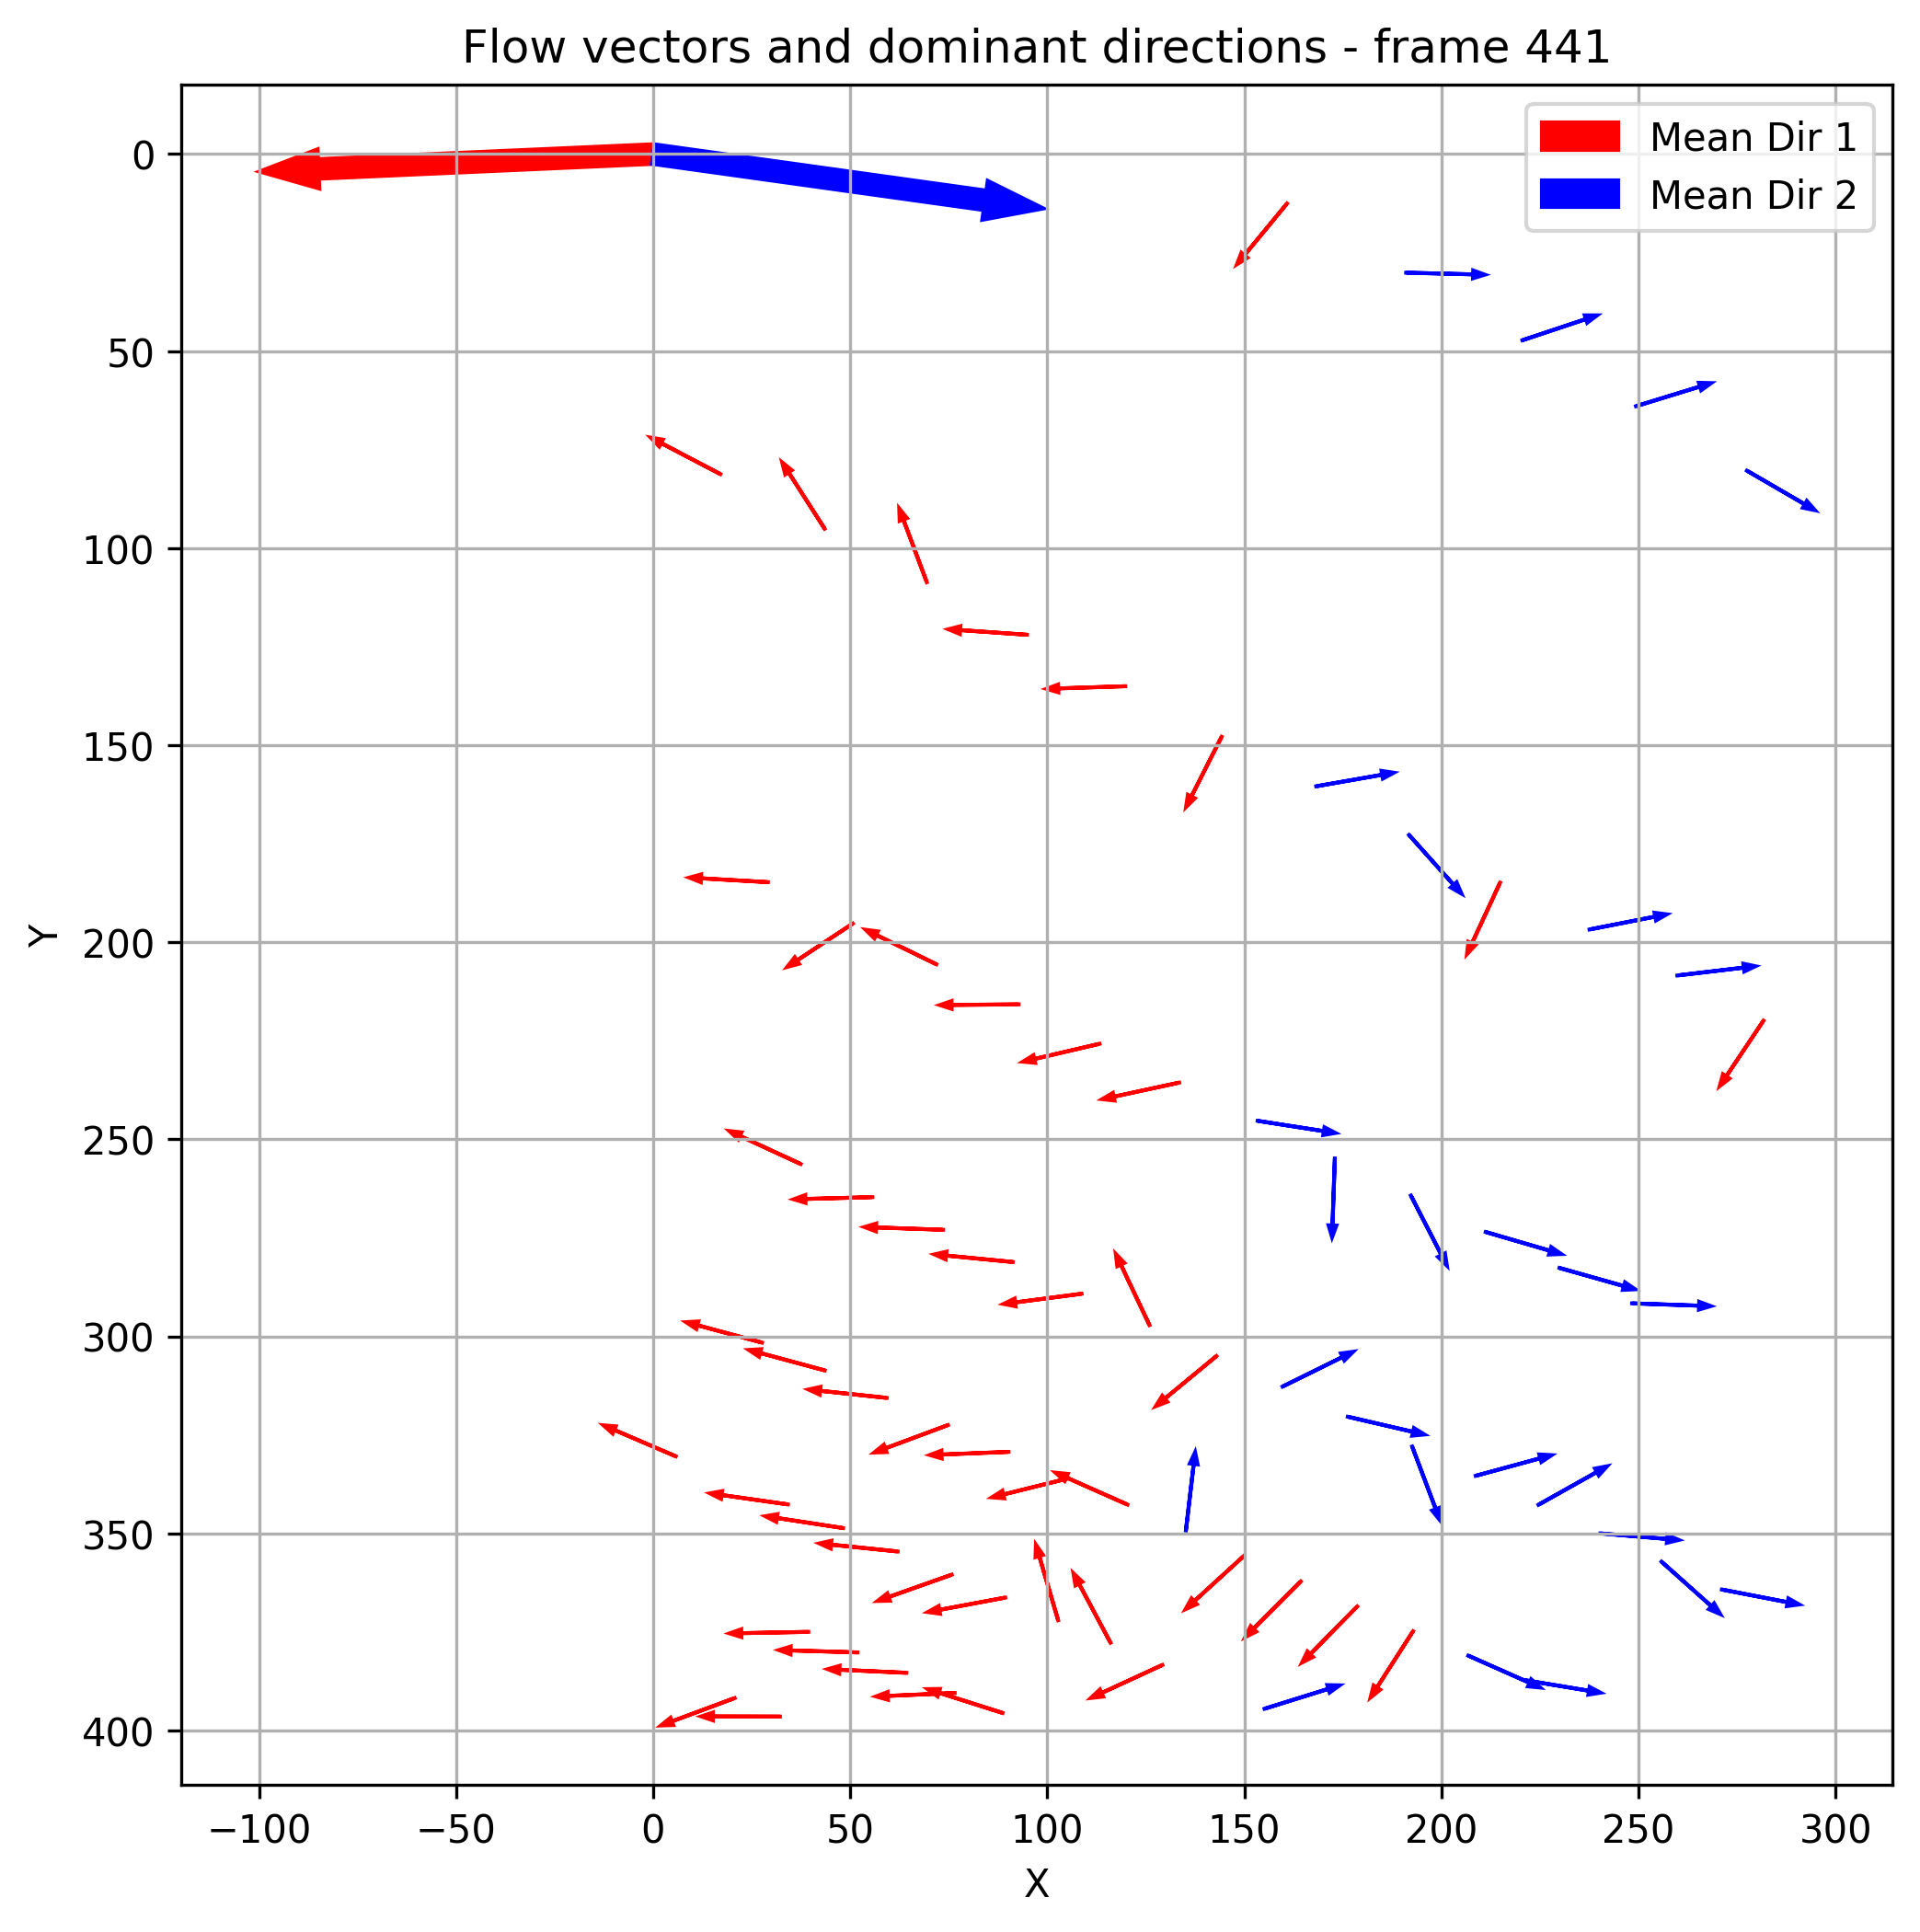 Flow vectors and dominant directions - frame 441
Mean Dir 1
Mean Dir 2
0
50
100
150
200
250
300
350
400
Y
−100 −50 0 50 100 150 200 250 300
X